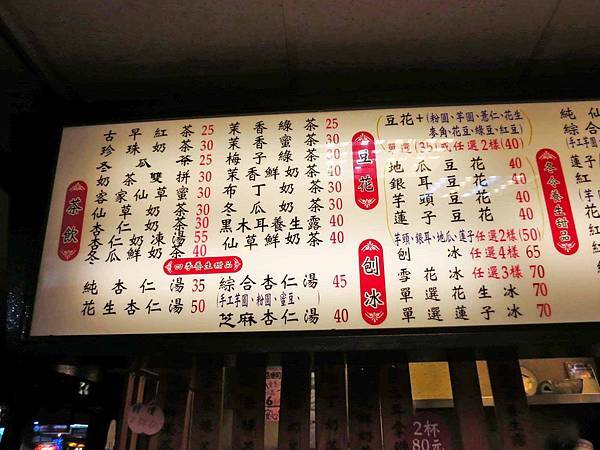 茶飲
古早紅茶 25
珍珠奶茶 30
冬瓜茶 25
奶茶雙拼 30
客家仙草蜜 30
仙草奶茶 30
杏仁奶凍湯 55
冬瓜鮮奶茶 40
茉香綠茶 25
茉香蜜茶 30
梅子綠茶 30
茉香鮮奶茶 40
布丁奶茶 40
冬瓜奶茶 30
黑木耳養生露 40
仙草鮮奶茶 40
四季養生甜品
純杏仁湯 35
花生杏仁湯 50
綜合杏仁湯 45
(手工芋圓、粉圓、蜜豆、)
芝麻杏仁湯 40
豆花
豆花+(粉圓、芋圓、薏仁、花生
麥角、花豆、綠豆、紅豆)
單選(35)或任選2樣(40)
地瓜豆花 40
銀耳豆花 40
芋頭豆花 40
蓮子豆花 40
刨冰
芋頭、銀耳、地瓜、蓮子任選2樣(50)
刨冰任選4樣 65
雪花冰任選3樣 70
單選花生冰 70
單選蓮子冰 70
冬令養生甜品
純
綜合
(手工
蓮子
紅
2杯
80元